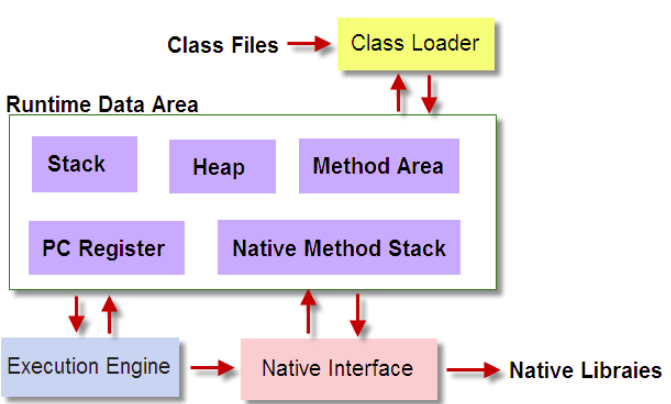 Class Files
Class Loader
Runtime Data Area
Stack
Heap
Method Area
PC Register
Native Method Stack
Execution Engine
Native Interface
Native Libraies